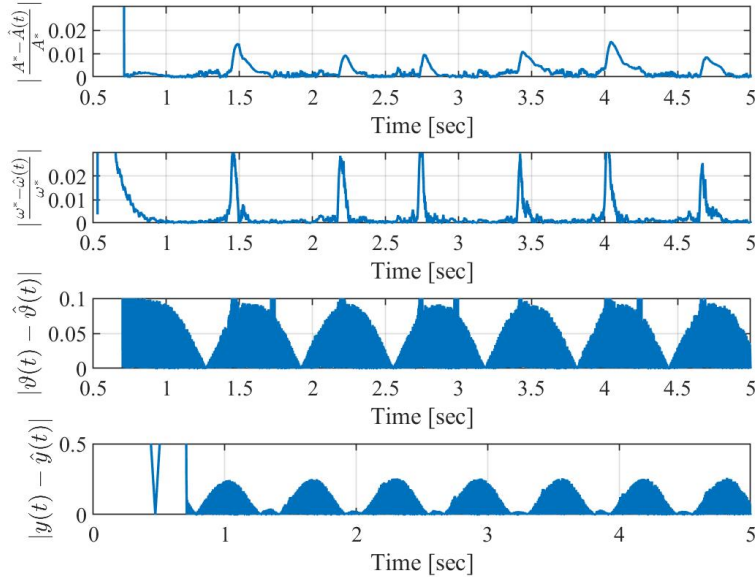 |A* − Â(t) / A*|
0.02
0.01
0
0.5 1 1.5 2 2.5 3 3.5 4 4.5 5
Time [sec]
|ω* − ω̂(t) / ω*|
0.02
0.01
0
0.5 1 1.5 2 2.5 3 3.5 4 4.5 5
Time [sec]
|ϑ(t) − ϑ̂(t)|
0.1
0.05
0
0.5 1 1.5 2 2.5 3 3.5 4 4.5 5
Time [sec]
|y(t) − ŷ(t)|
0.5
0
0 1 2 3 4 5
Time [sec]